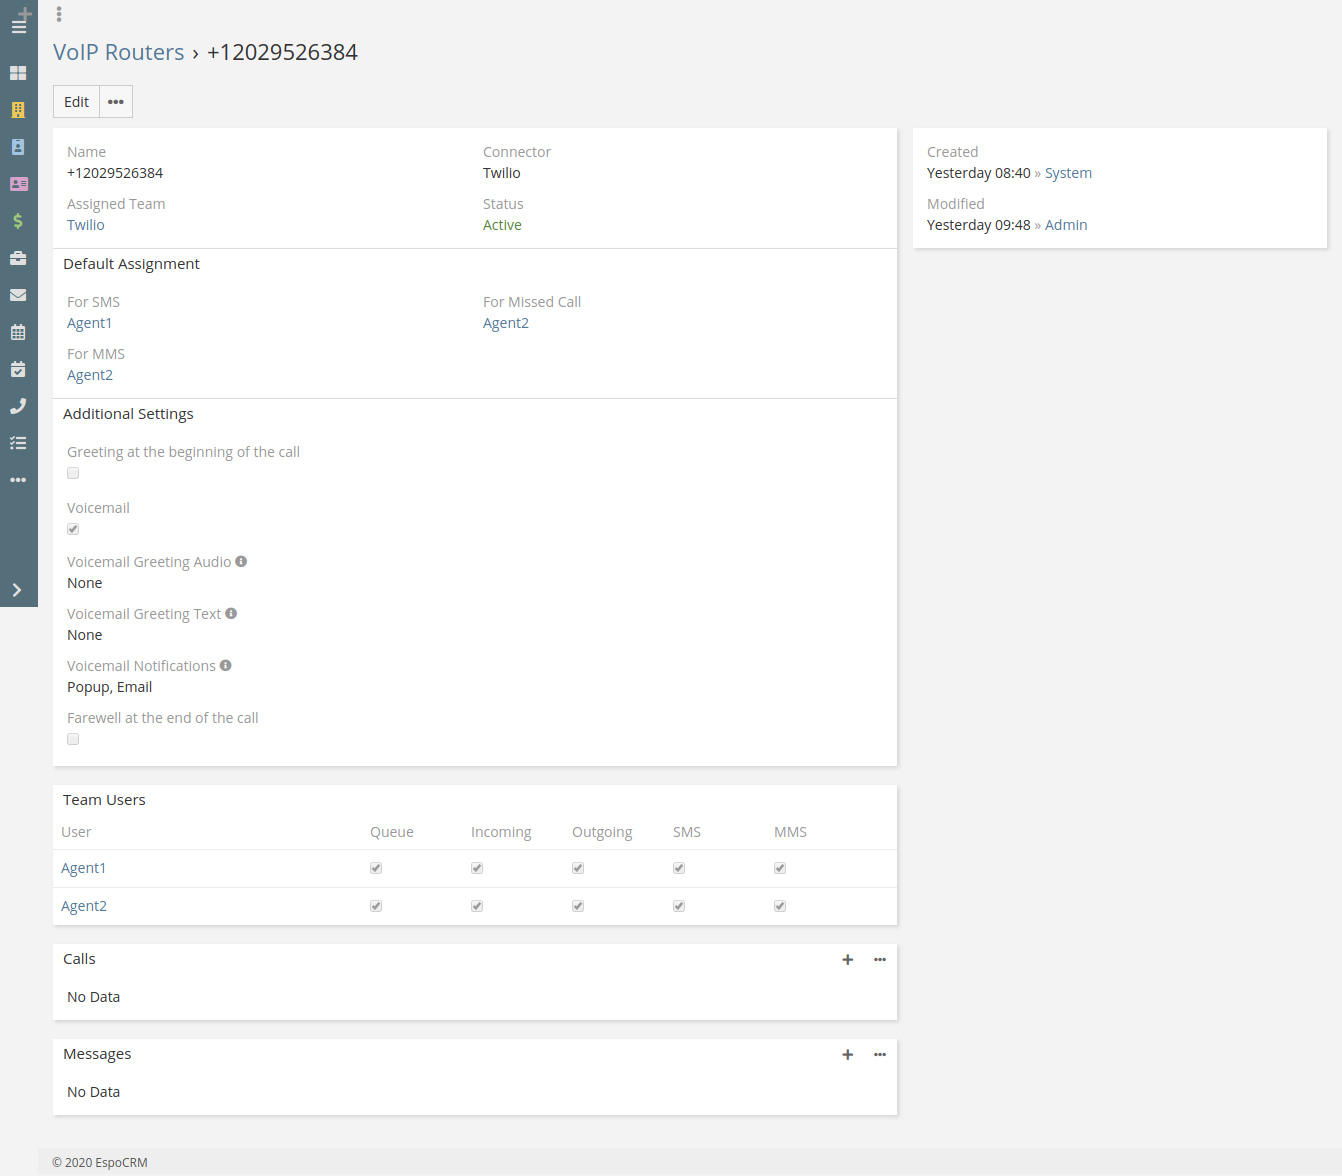 VoIP Routers › +12029526384
Edit •••
Name
+12029526384
Connector
Twilio
Assigned Team
Twilio
Status
Active
Created
Yesterday 08:40 » System
Modified
Yesterday 09:48 » Admin
Default Assignment
For SMS
Agent1
For Missed Call
Agent2
For MMS
Agent2
Additional Settings
Greeting at the beginning of the call
Voicemail
Voicemail Greeting Audio
None
Voicemail Greeting Text
None
Voicemail Notifications
Popup, Email
Farewell at the end of the call
Team Users
User Queue Incoming Outgoing SMS MMS
Agent1
Agent2
Calls
No Data
Messages
No Data
© 2020 EspoCRM